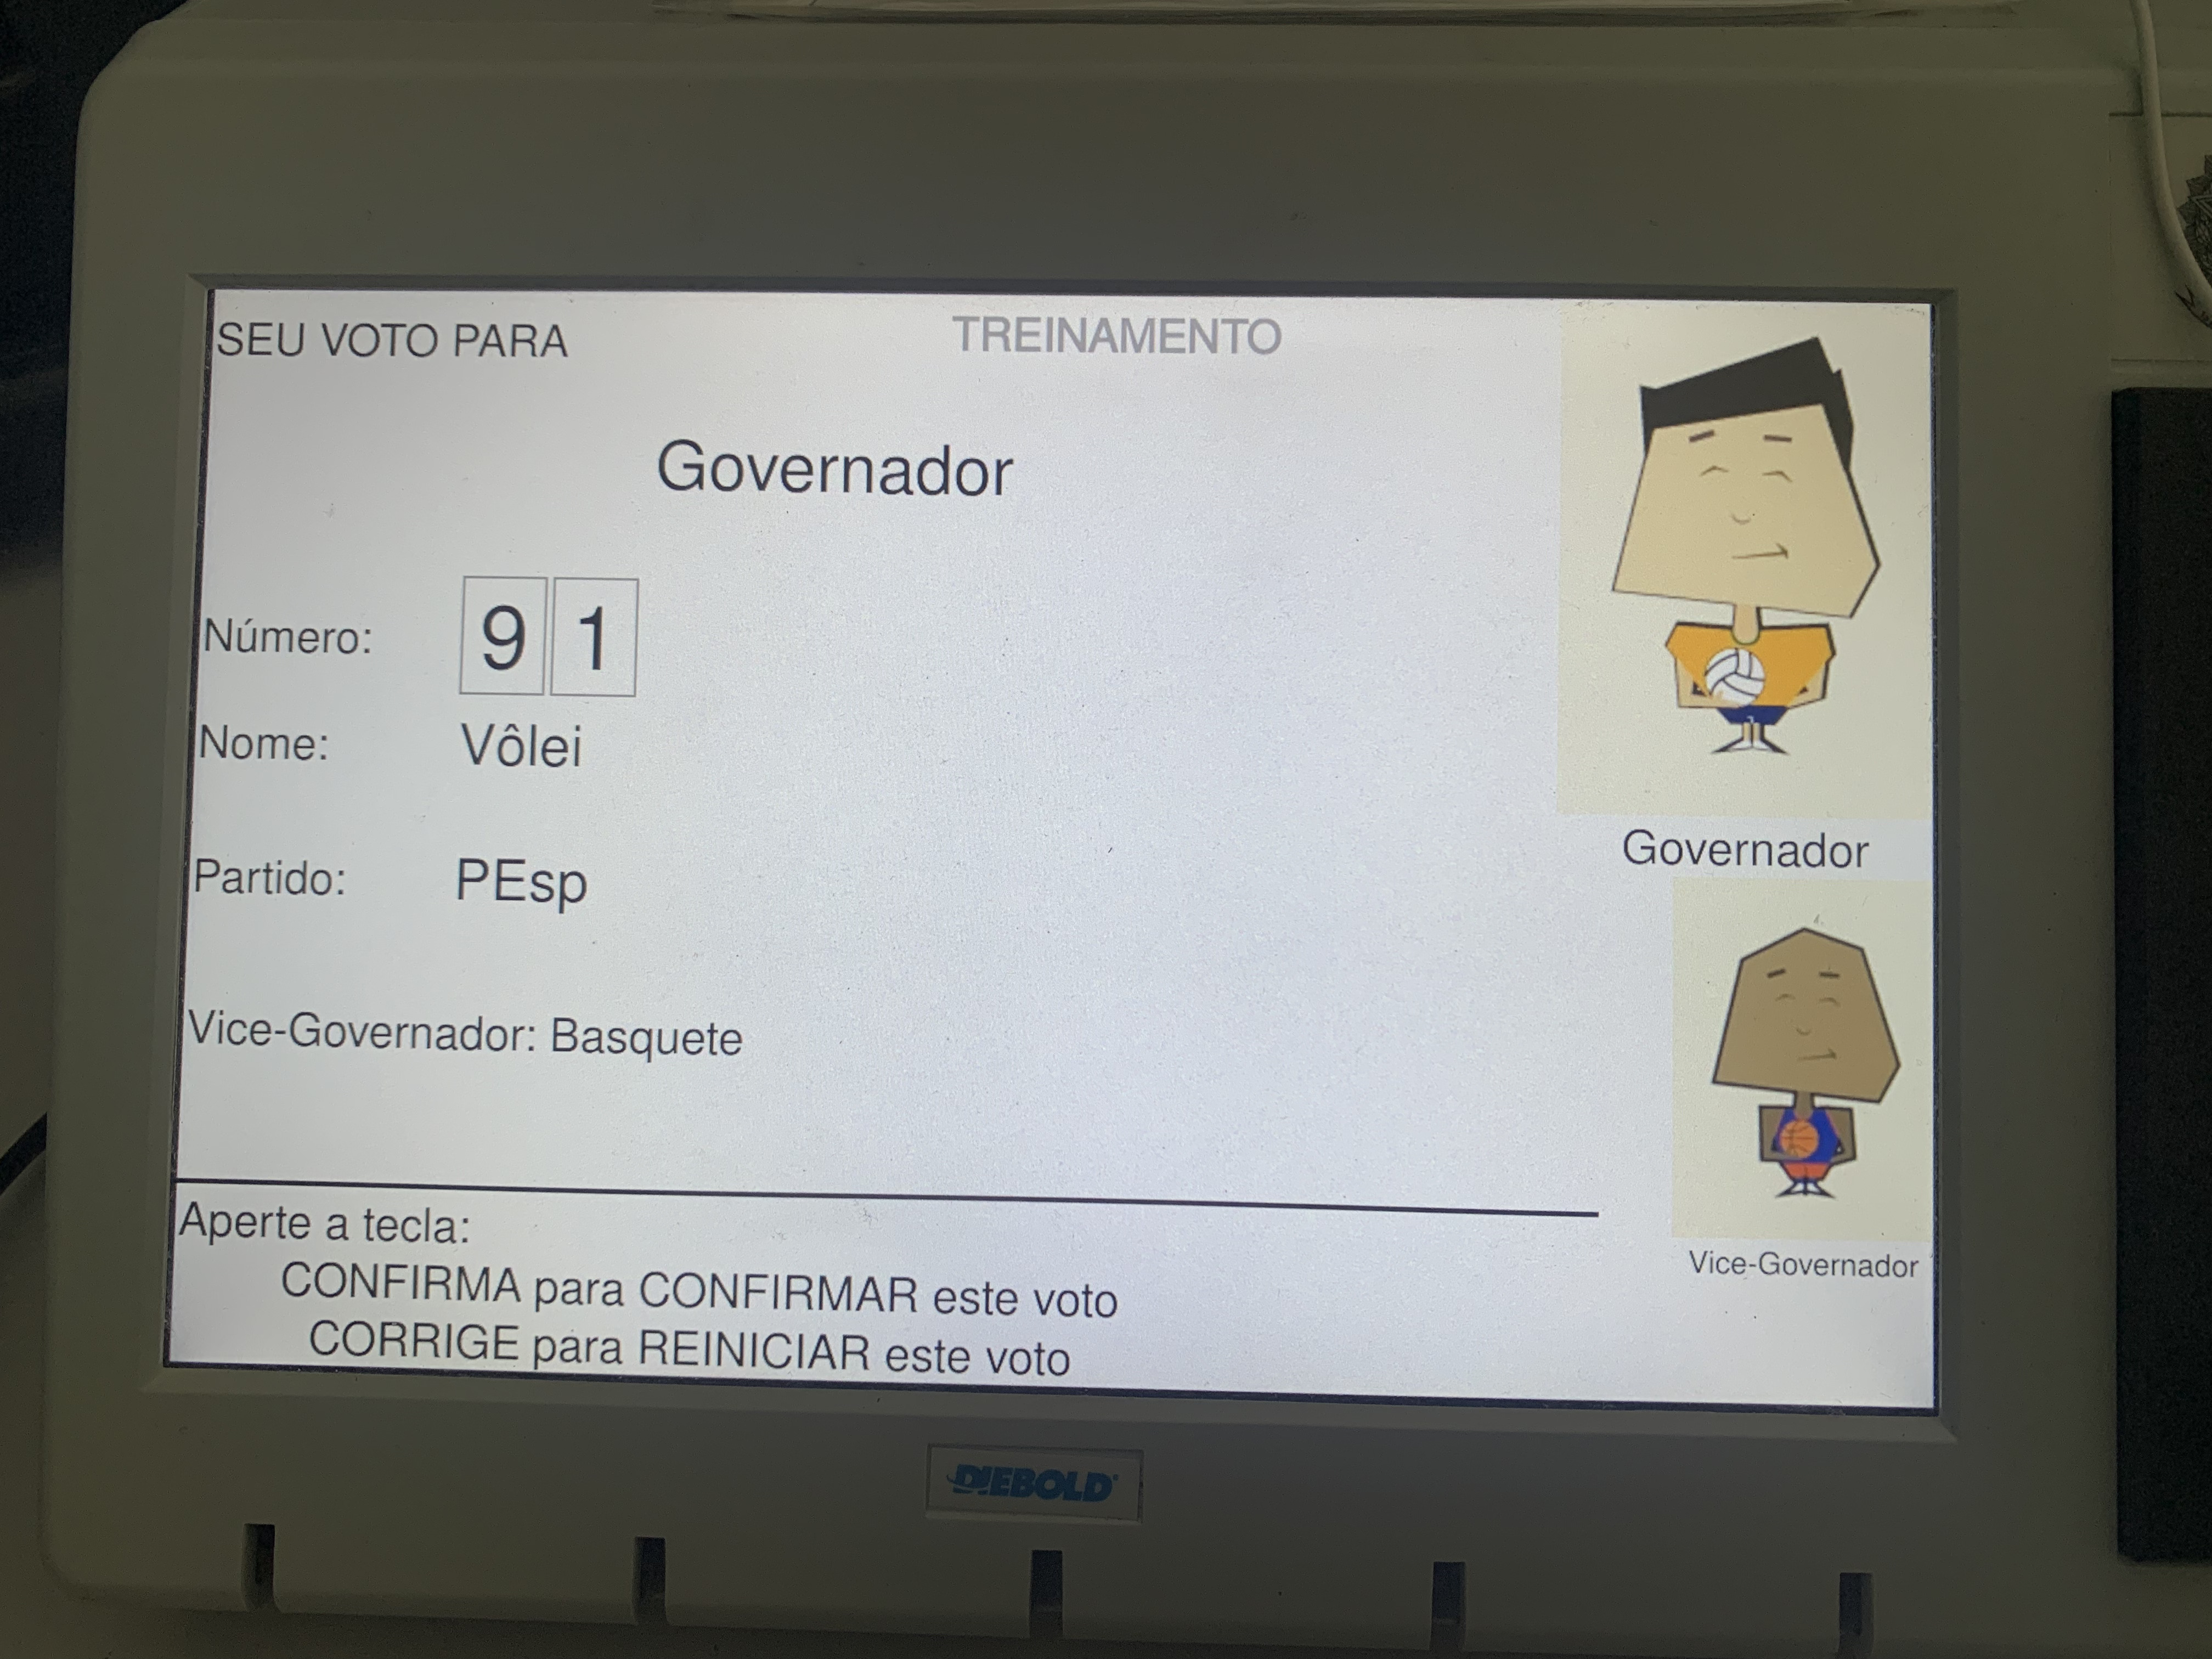 SEU VOTO PARA
TREINAMENTO
Governador
Número: 9 1
Nome: Vôlei
Partido: PEsp
Vice-Governador: Basquete
Governador
Vice-Governador
Aperte a tecla:
CONFIRMA para CONFIRMAR este voto
CORRIGE para REINICIAR este voto
DIEBOLD